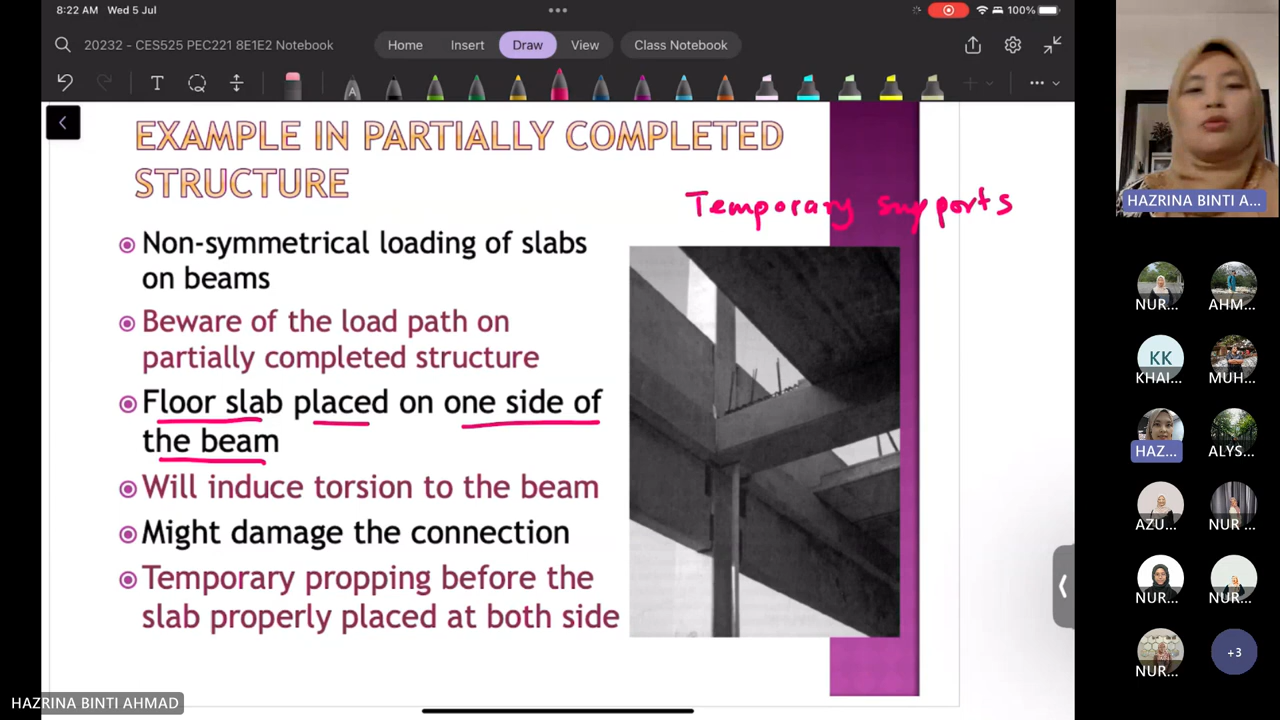 8:22 AM Wed 5 Jul
100%
20232 - CES525 PEC221 8E1E2 Notebook
Home Insert Draw View Class Notebook
T
A
EXAMPLE IN PARTIALLY COMPLETED
STRUCTURE
Temporary supports
Non-symmetrical loading of slabs
on beams
Beware of the load path on
partially completed structure
Floor slab placed on one side of
the beam
Will induce torsion to the beam
Might damage the connection
Temporary propping before the
slab properly placed at both side
HAZRINA BINTI AHMAD
HAZRINA BINTI A...
NUR... AHM...
KK
KHAI... MUH...
HAZ... ALYS...
AZU... NUR ...
NUR... NUR...
NUR... +3